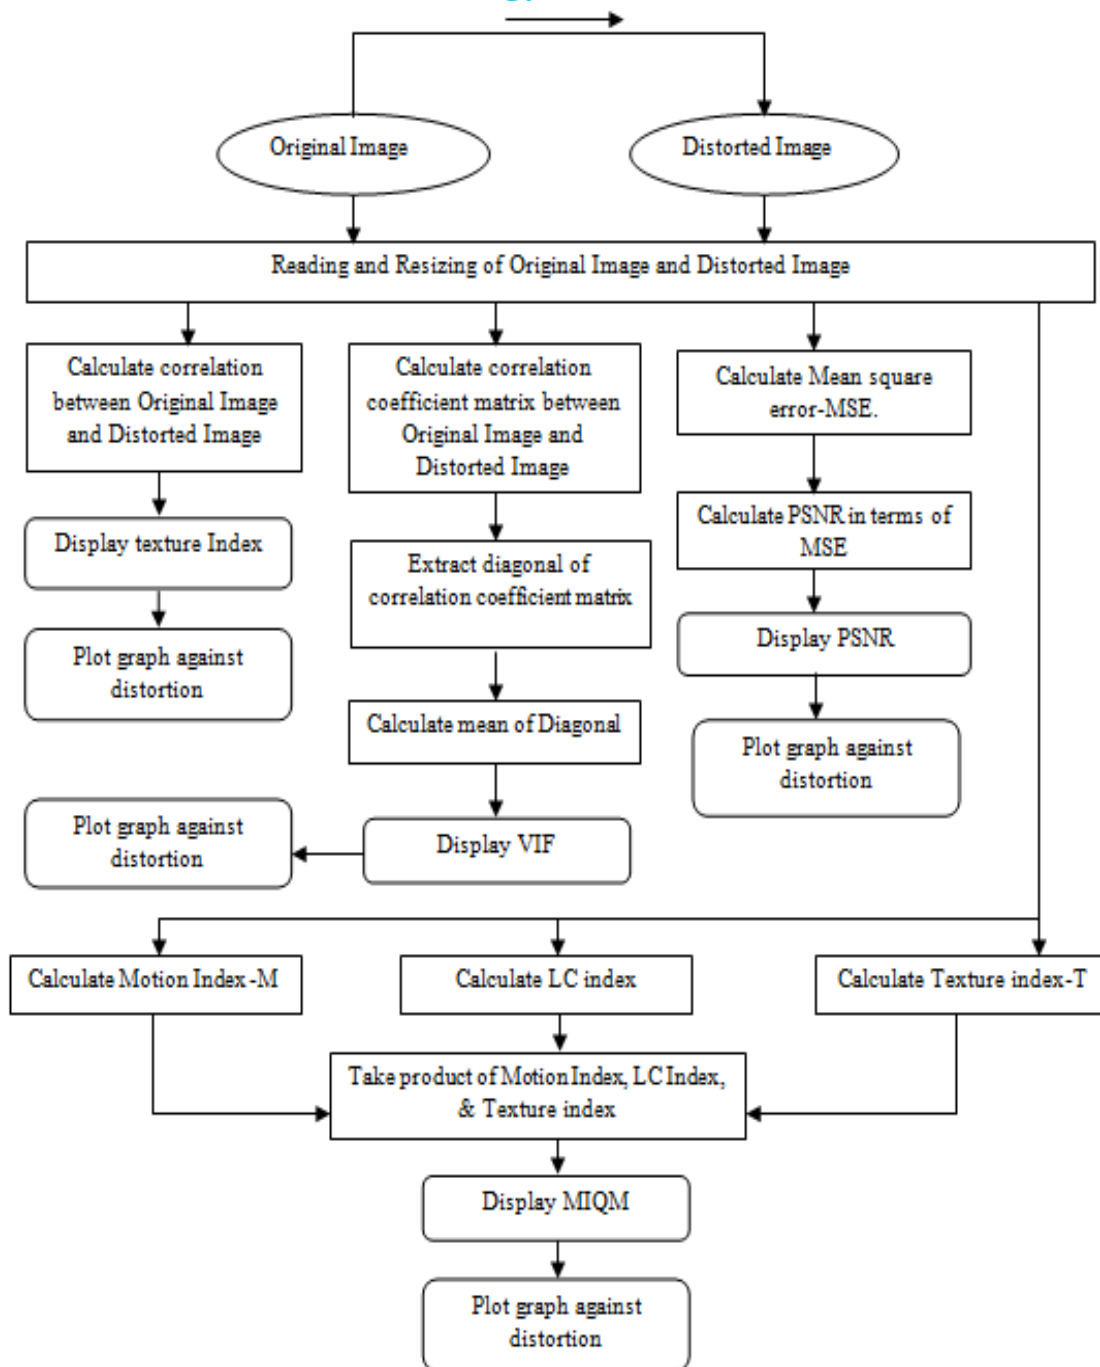 Original Image
Distorted Image
Reading and Resizing of Original Image and Distorted Image
Calculate correlation
between Original Image
and Distorted Image
Calculate correlation
coefficient matrix between
Original Image and
Distorted Image
Calculate Mean square
error-MSE.
Display texture Index
Extract diagonal of
correlation coefficient matrix
Calculate PSNR in terms of
MSE
Plot graph against
distortion
Calculate mean of Diagonal
Display PSNR
Plot graph against
distortion
Display VIF
Plot graph against
distortion
Calculate Motion Index -M
Calculate LC index
Calculate Texture index-T
Take product of Motion Index, LC Index,
& Texture index
Display MIQM
Plot graph against
distortion